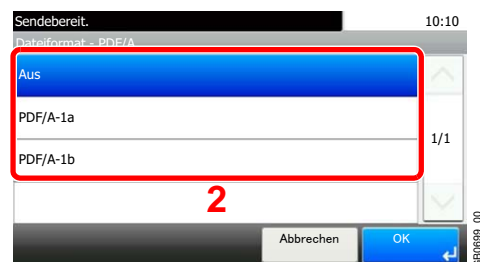 Sendebereit. 10:10
Dateiformat - PDF/A
Aus
PDF/A-1a
1/1
PDF/A-1b
2
Abbrechen OK